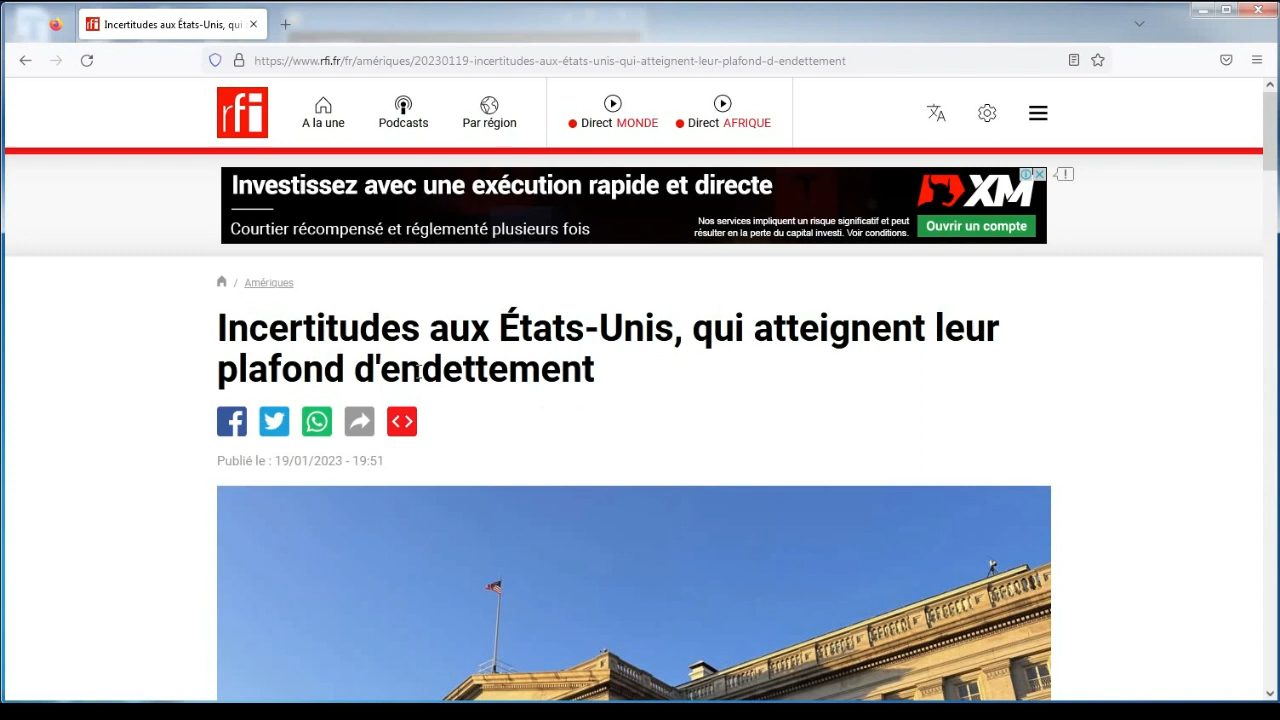 Incertitudes aux États-Unis, qui
https://www.rfi.fr/fr/amériques/20230119-incertitudes-aux-états-unis-qui-atteignent-leur-plafond-d-endettement
rfi
A la une
Podcasts
Par région
Direct MONDE
Direct AFRIQUE
Investissez avec une exécution rapide et directe
Courtier récompensé et réglementé plusieurs fois
Nos services impliquent un risque significatif et peut
résulter en la perte du capital investi. Voir conditions.
XM
Ouvrir un compte
/ Amériques
Incertitudes aux États-Unis, qui atteignent leur
plafond d'endettement
Publié le : 19/01/2023 - 19:51